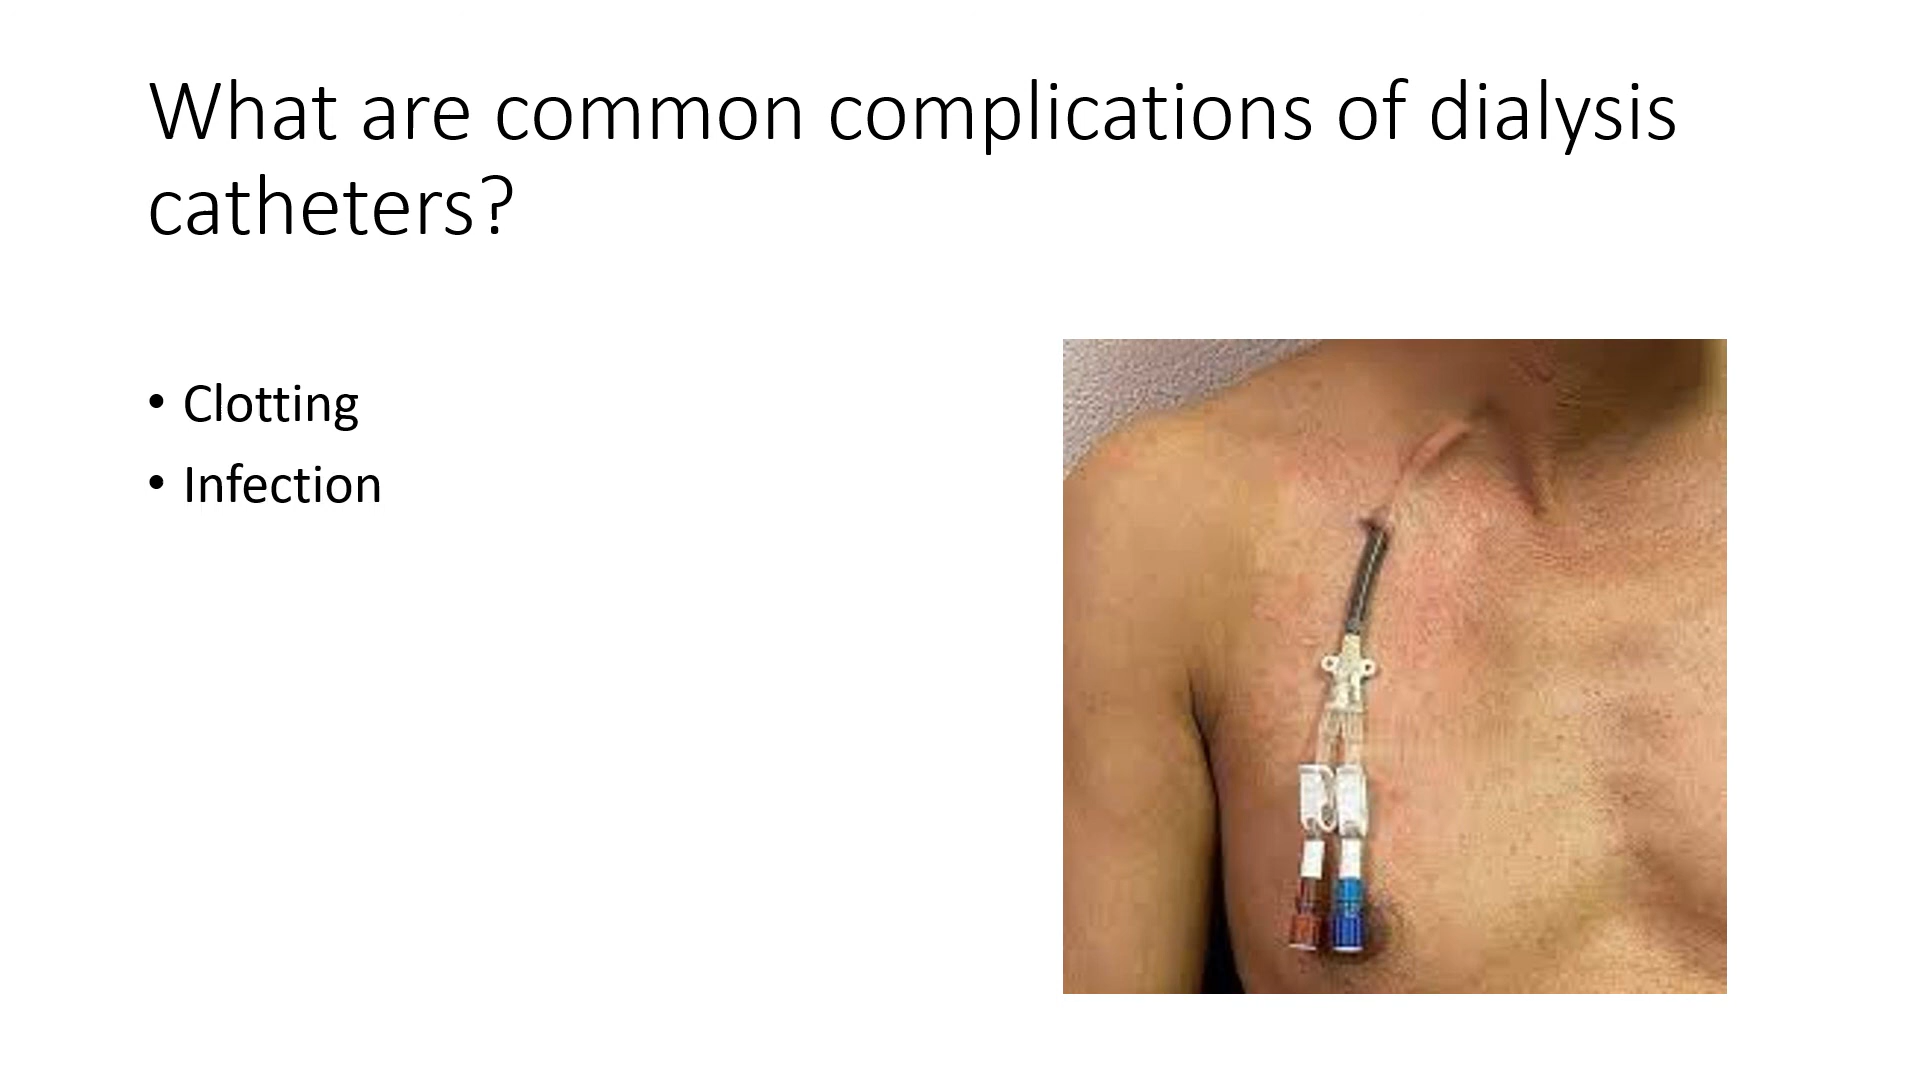 What are common complications of dialysis
catheters?
• Clotting
• Infection